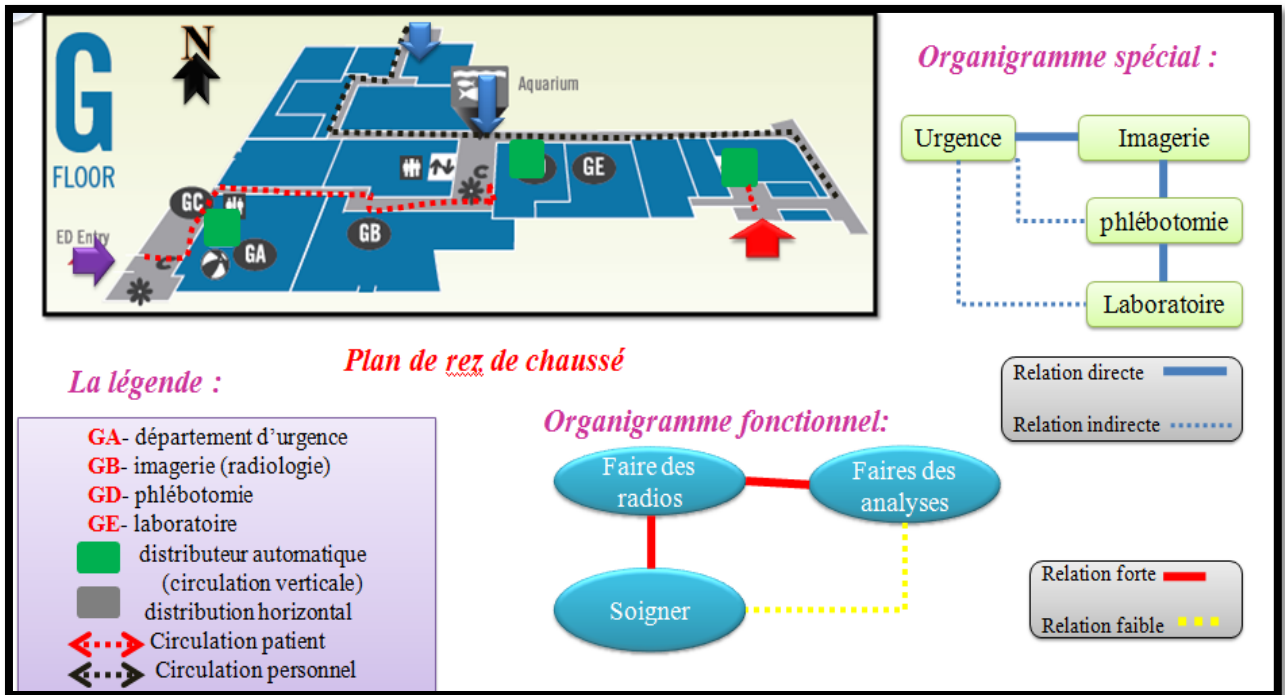 G
FLOOR
N
Aquarium
GC
ED Entry
GA
GB
GE
C
C
C
Plan de rez de chaussé
Organigramme spécial :
Urgence
Imagerie
phlébotomie
Laboratoire
Relation directe
Relation indirecte
La légende :
GA- département d’urgence
GB- imagerie (radiologie)
GD- phlébotomie
GE- laboratoire
distributeur automatique
(circulation verticale)
distribution horizontal
Circulation patient
Circulation personnel
Organigramme fonctionnel:
Faire des
radios
Faires des
analyses
Soigner
Relation forte
Relation faible